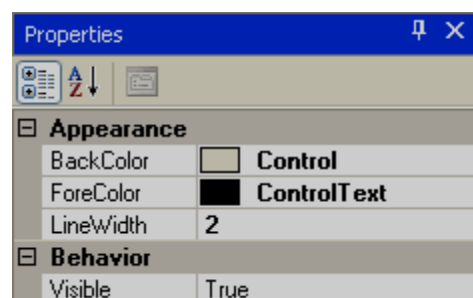 Properties
A Z
Appearance
BackColor Control
ForeColor ControlText
LineWidth 2
Behavior
Visible True